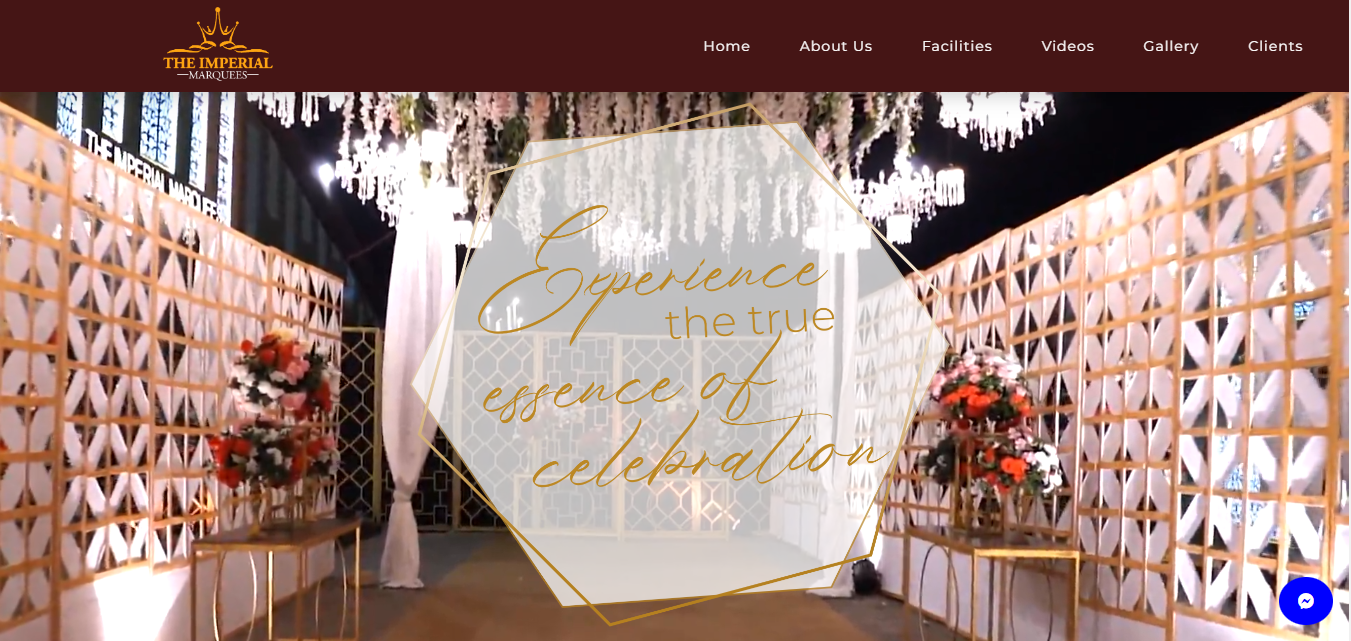 THE IMPERIAL
MARQUEES
Home About Us Facilities Videos Gallery Clients
THE IMPERIAL MARQUEES
Experience
the true
essence of
celebration